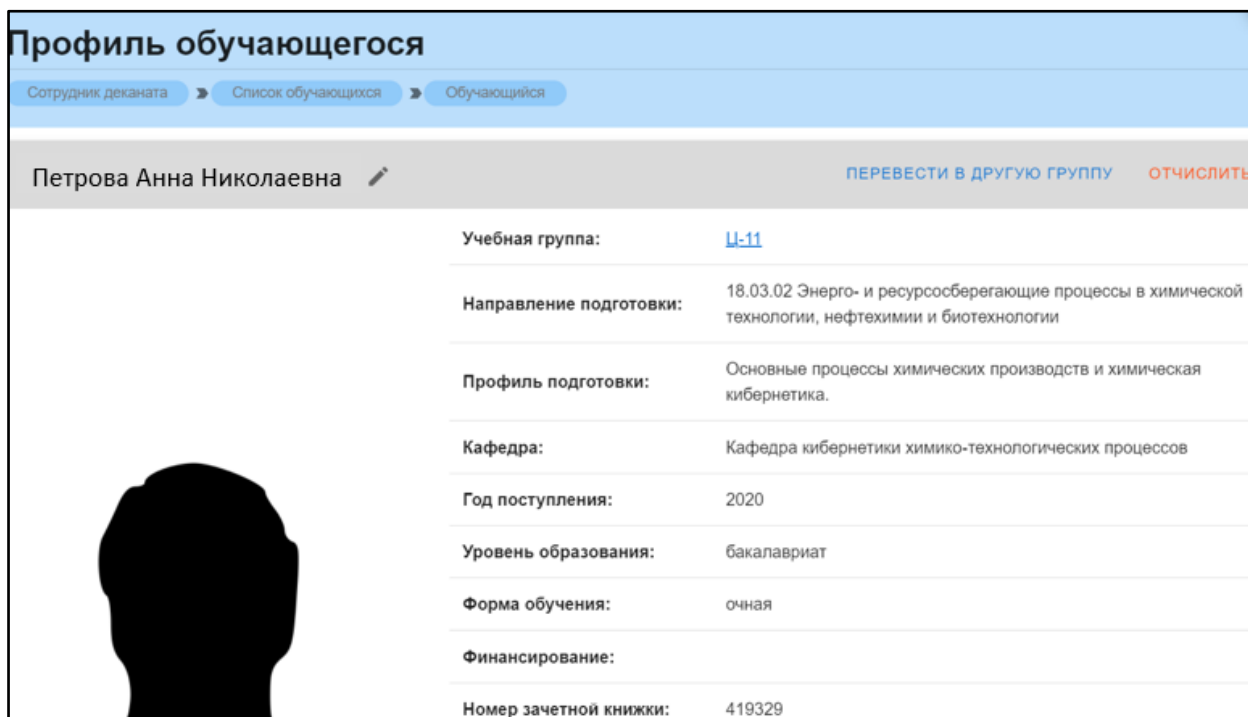 Профиль обучающегося
Сотрудник деканата Список обучающихся Обучающийся
Петрова Анна Николаевна ПЕРЕВЕСТИ В ДРУГУЮ ГРУППУ ОТЧИСЛИТЬ
Учебная группа: Ц-11
Направление подготовки: 18.03.02 Энерго- и ресурсосберегающие процессы в химической
технологии, нефтехимии и биотехнологии
Профиль подготовки: Основные процессы химических производств и химическая
кибернетика.
Кафедра: Кафедра кибернетики химико-технологических процессов
Год поступления: 2020
Уровень образования: бакалавриат
Форма обучения: очная
Финансирование:
Номер зачетной книжки: 419329